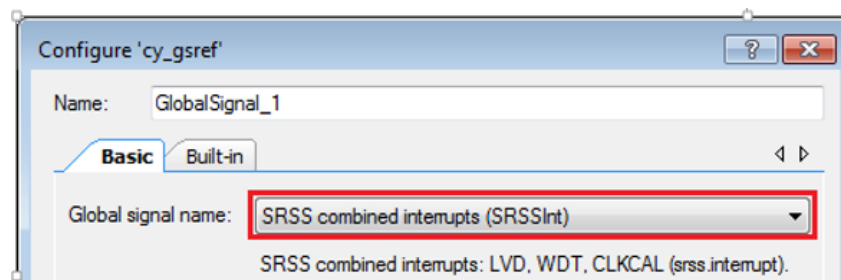 Configure 'cy_gsref'
Name: GlobalSignal_1
Basic Built-in
Global signal name: SRSS combined interrupts (SRSSInt)
SRSS combined interrupts: LVD, WDT, CLKCAL (srss.interrupt).